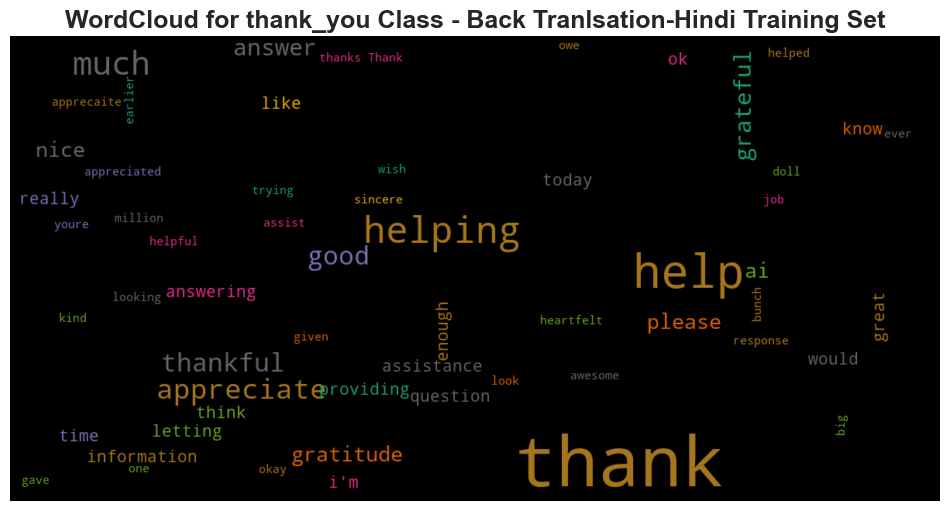 WordCloud for thank_you Class - Back Tranlsation-Hindi Training Set
much
answer
thanks Thank
owe
ok
helped
apprecaite
earlier
like
grateful
know
ever
nice
appreciated
wish
today
doll
really
trying
sincere
job
youre
million
assist
helping
helpful
good
help
ai
looking
answering
bunch
great
kind
enough
heartfelt
please
given
response
thankful
assistance
would
appreciate
providing
look
awesome
question
think
big
time
letting
information
gratitude
thank
one
okay
gave
i'm